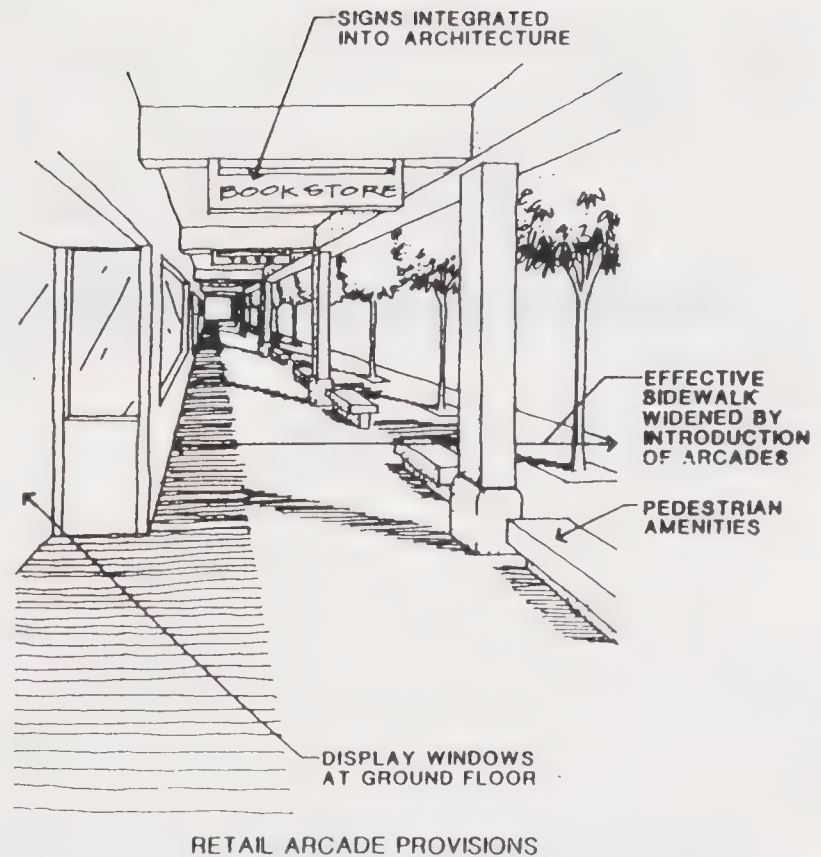 SIGNS INTEGRATED
INTO ARCHITECTURE
BOOKSTORE
EFFECTIVE
SIDEWALK
WIDENED BY
INTRODUCTION
OF ARCADES
PEDESTRIAN
AMENITIES
DISPLAY WINDOWS
AT GROUND FLOOR
RETAIL ARCADE PROVISIONS